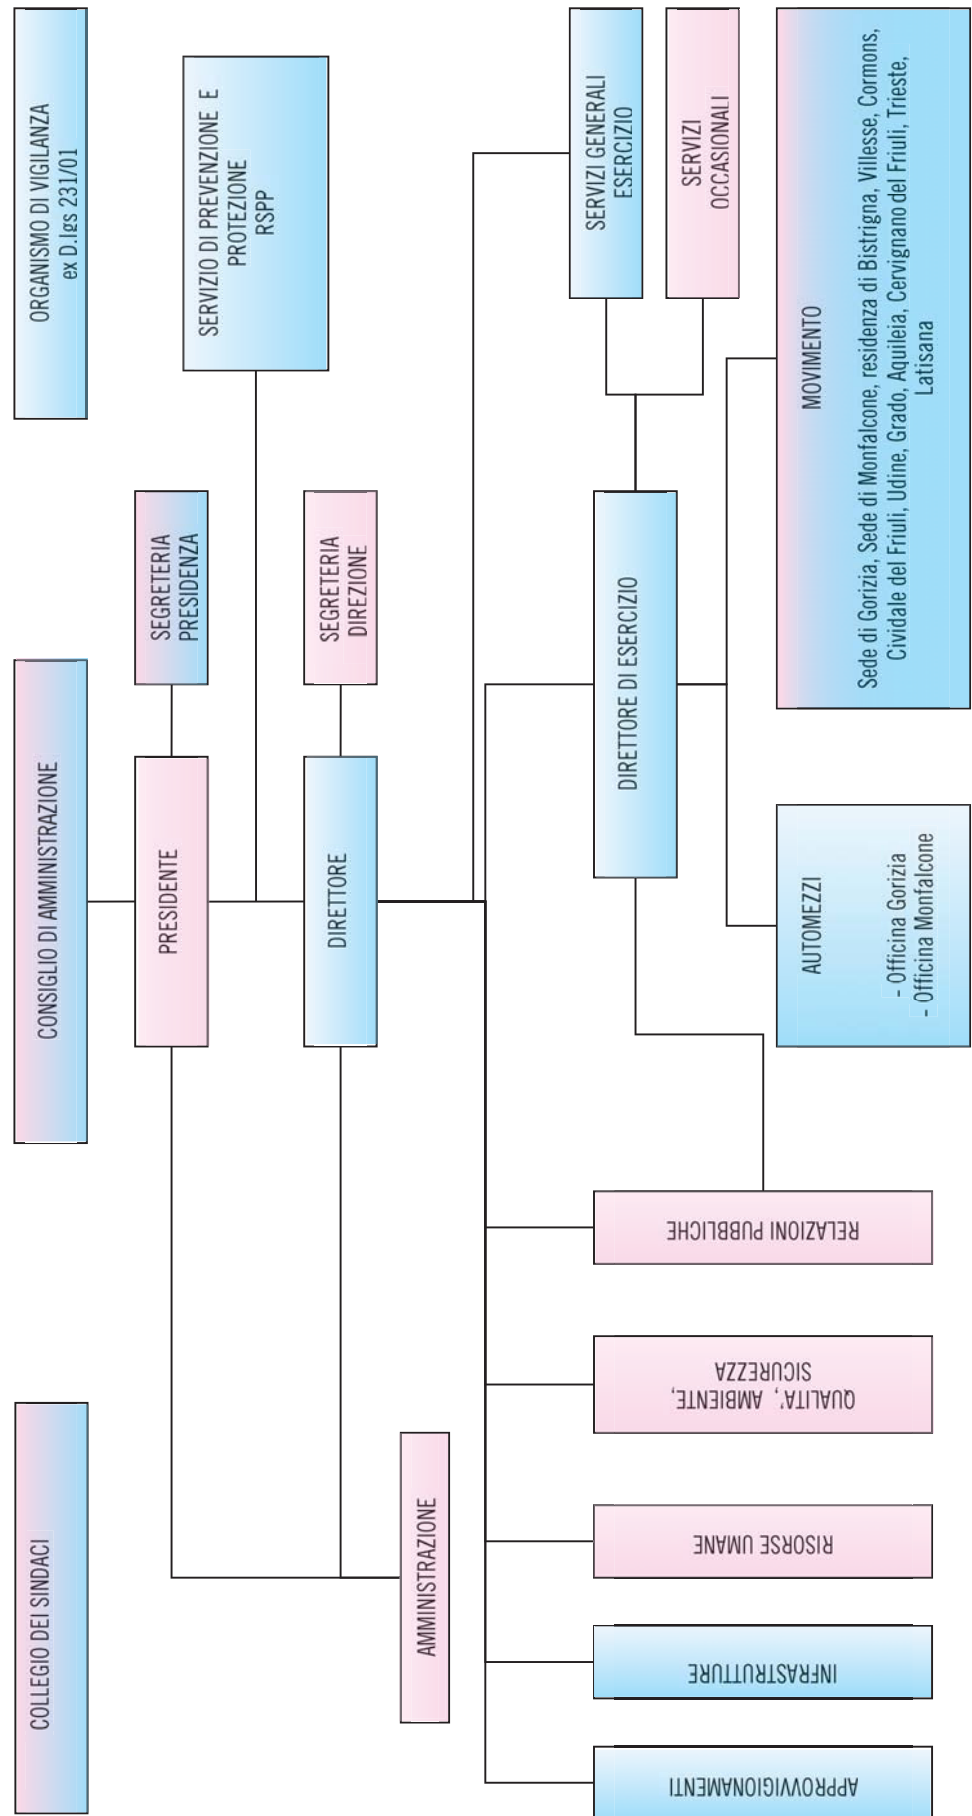 COLLEGIO DEI SINDACI
CONSIGLIO DI AMMINISTRAZIONE
ORGANISMO DI VIGILANZA
ex D.lgs 231/01
PRESIDENTE
SEGRETERIA
PRESIDENZA
SERVIZIO DI PREVENZIONE E
PROTEZIONE
RSPP
DIRETTORE
SEGRETERIA
DIREZIONE
AMMINISTRAZIONE
SERVIZI GENERALI
ESERCIZIO
SERVIZI
OCCASIONALI
DIRETTORE DI ESERCIZIO
APPROVVIGIONAMENTI
INFRASTRUTTURE
RISORSE UMANE
QUALITA', AMBIENTE,
SICUREZZA
RELAZIONI PUBBLICHE
AUTOMEZZI
- Officina Gorizia
- Officina Monfalcone
MOVIMENTO
Sede di Gorizia, Sede di Monfalcone, residenza di Bistrigna, Villesse, Cormons,
Cividale del Friuli, Udine, Grado, Aquileia, Cervignano del Friuli, Trieste,
Latisana